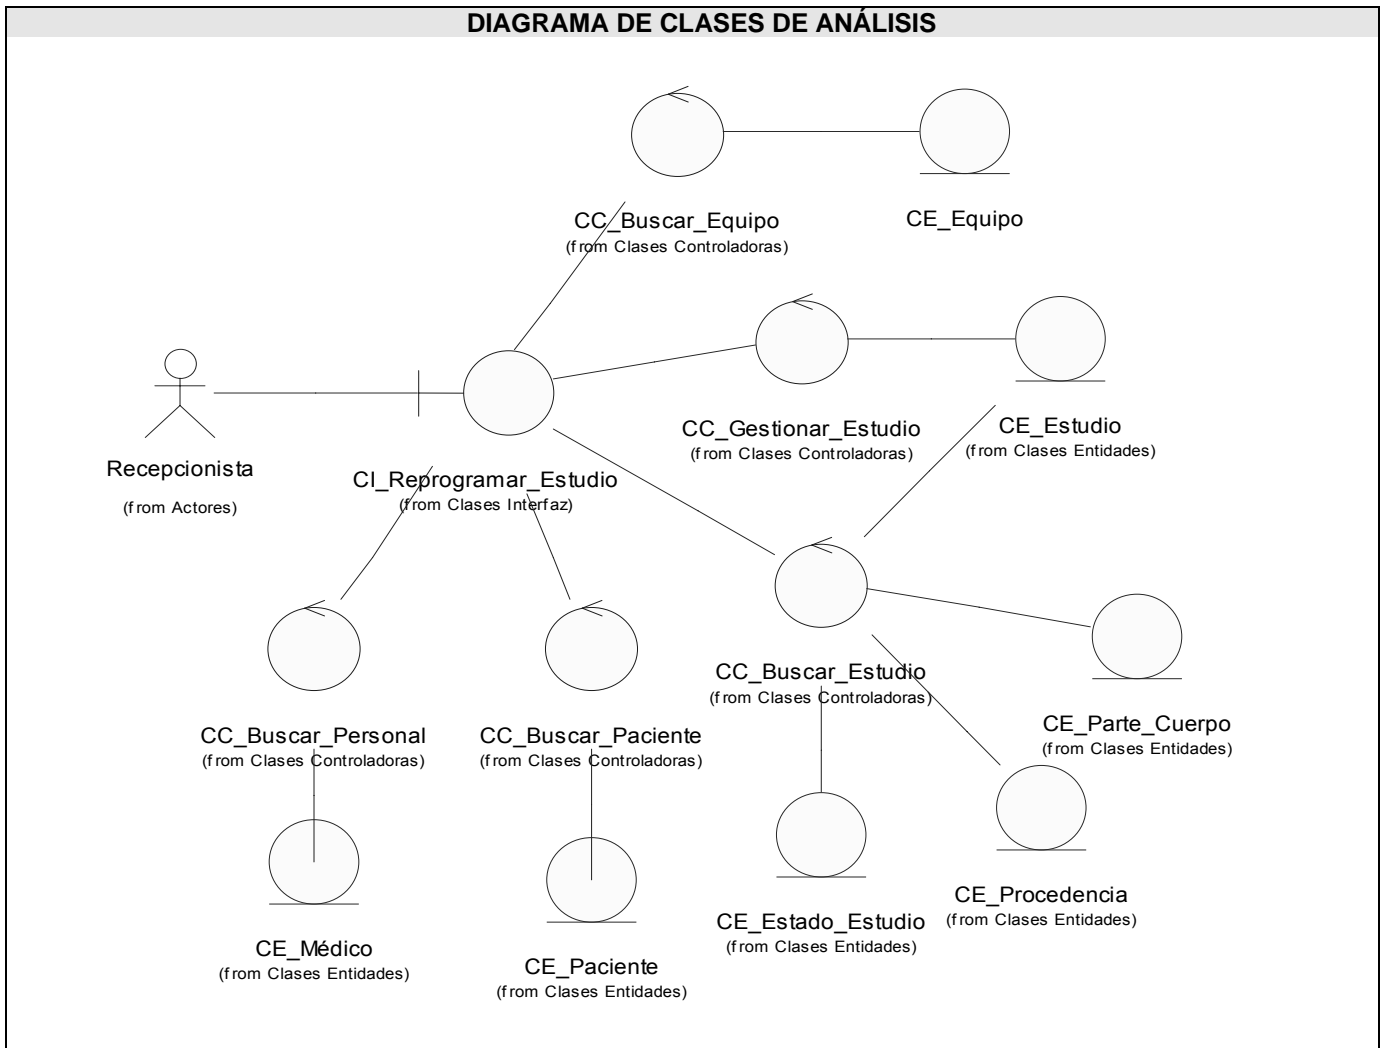 DIAGRAMA DE CLASES DE ANÁLISIS
CC_Buscar_Equipo
(from Clases Controladoras)
CE_Equipo
CC_Gestionar_Estudio
(from Clases Controladoras)
CE_Estudio
(from Clases Entidades)
Recepcionista
(from Actores)
CI_Reprogramar_Estudio
(from Clases Interfaz)
CC_Buscar_Estudio
(from Clases Controladoras)
CE_Parte_Cuerpo
(from Clases Entidades)
CC_Buscar_Personal
(from Clases Controladoras)
CC_Buscar_Paciente
(from Clases Controladoras)
CE_Procedencia
(from Clases Entidades)
CE_Estado_Estudio
(from Clases Entidades)
CE_Médico
(from Clases Entidades)
CE_Paciente
(from Clases Entidades)